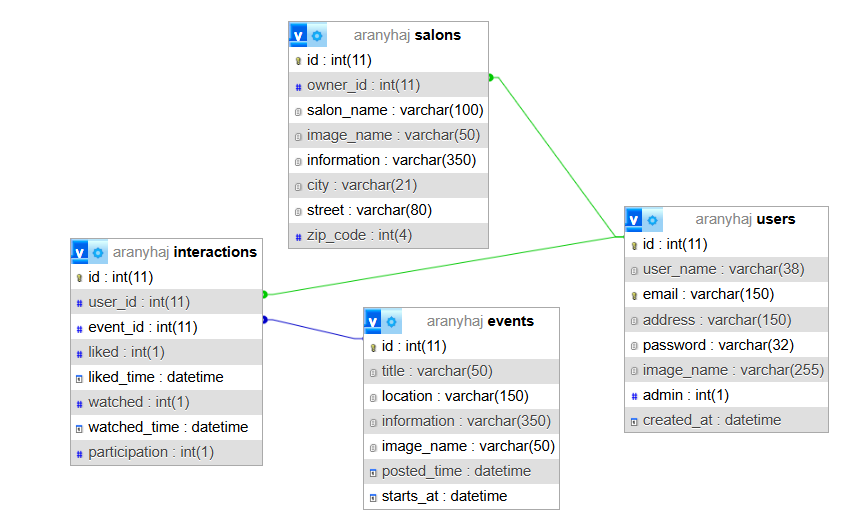 aranyhaj salons
id : int(11)
owner_id : int(11)
salon_name : varchar(100)
image_name : varchar(50)
information : varchar(350)
city : varchar(21)
street : varchar(80)
zip_code : int(4)
aranyhaj users
id : int(11)
user_name : varchar(38)
email : varchar(150)
address : varchar(150)
password : varchar(32)
image_name : varchar(255)
admin : int(1)
created_at : datetime
aranyhaj interactions
id : int(11)
user_id : int(11)
event_id : int(11)
liked : int(1)
liked_time : datetime
watched : int(1)
watched_time : datetime
participation : int(1)
aranyhaj events
id : int(11)
title : varchar(50)
location : varchar(150)
information : varchar(350)
image_name : varchar(50)
posted_time : datetime
starts_at : datetime